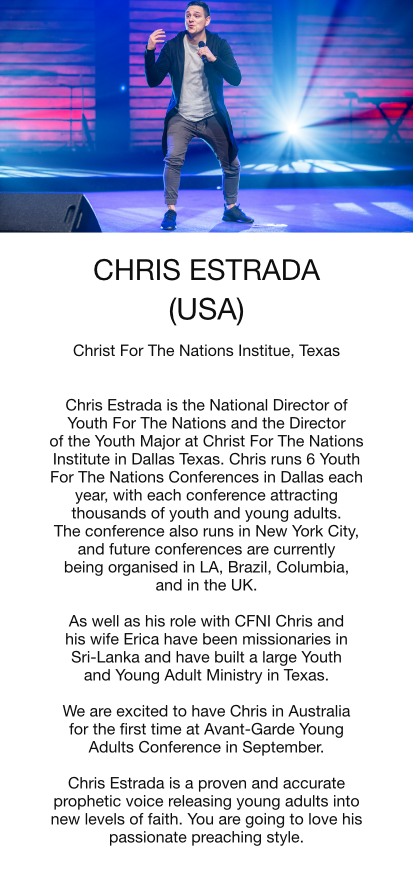 CHRIS ESTRADA
(USA)
Christ For The Nations Institue, Texas
Chris Estrada is the National Director of
Youth For The Nations and the Director
of the Youth Major at Christ For The Nations
Institute in Dallas Texas. Chris runs 6 Youth
For The Nations Conferences in Dallas each
year, with each conference attracting
thousands of youth and young adults.
The conference also runs in New York City,
and future conferences are currently
being organised in LA, Brazil, Columbia,
and in the UK.
As well as his role with CFNI Chris and
his wife Erica have been missionaries in
Sri-Lanka and have built a large Youth
and Young Adult Ministry in Texas.
We are excited to have Chris in Australia
for the first time at Avant-Garde Young
Adults Conference in September.
Chris Estrada is a proven and accurate
prophetic voice releasing young adults into
new levels of faith. You are going to love his
passionate preaching style.